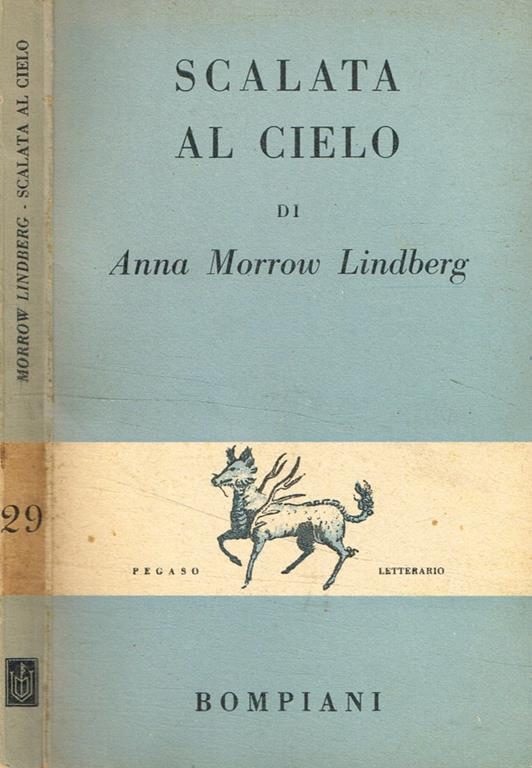 MORROW LINDBERG - SCALATA AL CIELO
29
SCALATA
AL CIELO
DI
Anna Morrow Lindberg
PEGASO LETTERARIO
BOMPIANI